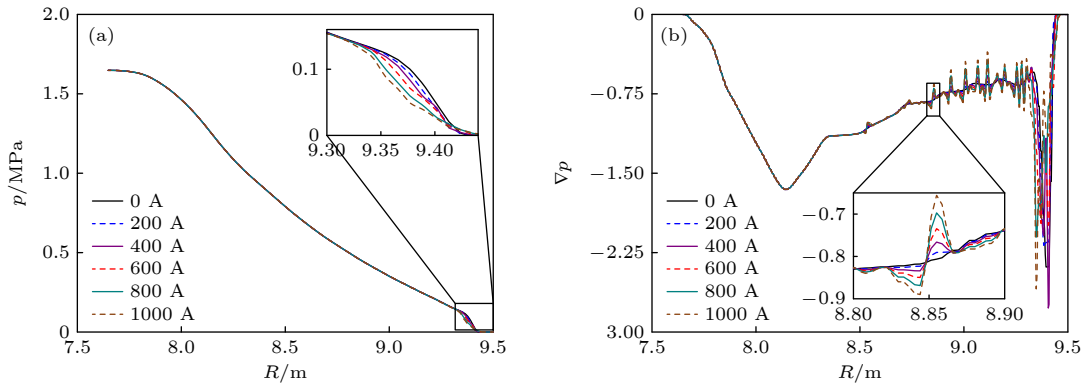 (a)
2.0
1.5
1.0
0.5
0
p/MPa
7.5 8.0 8.5 9.0 9.5
R/m
0 A
200 A
400 A
600 A
800 A
1000 A
0.1
0
9.30 9.35 9.40
(b)
0
−0.75
−1.50
−2.25
3.00
∇p
7.5 8.0 8.5 9.0 9.5
R/m
0 A
200 A
400 A
600 A
800 A
1000 A
−0.7
−0.8
−0.9
8.80 8.85 8.90